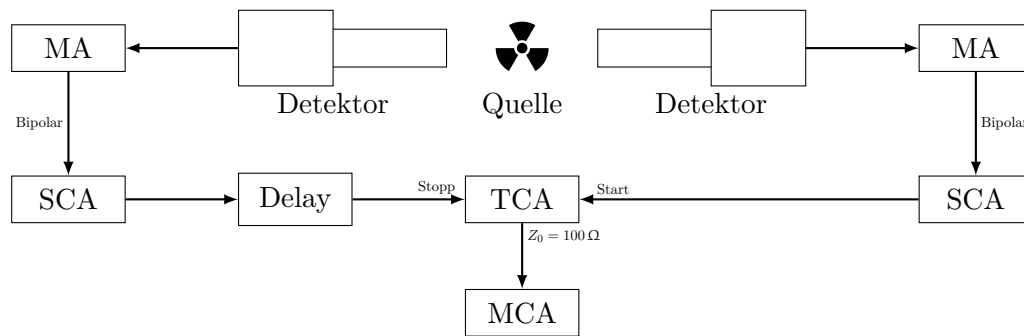 MA
MA
Detektor
Quelle
Detektor
Bipolar
Bipolar
SCA
Delay
Stopp
TCA
Start
SCA
Z₀ = 100 Ω
MCA